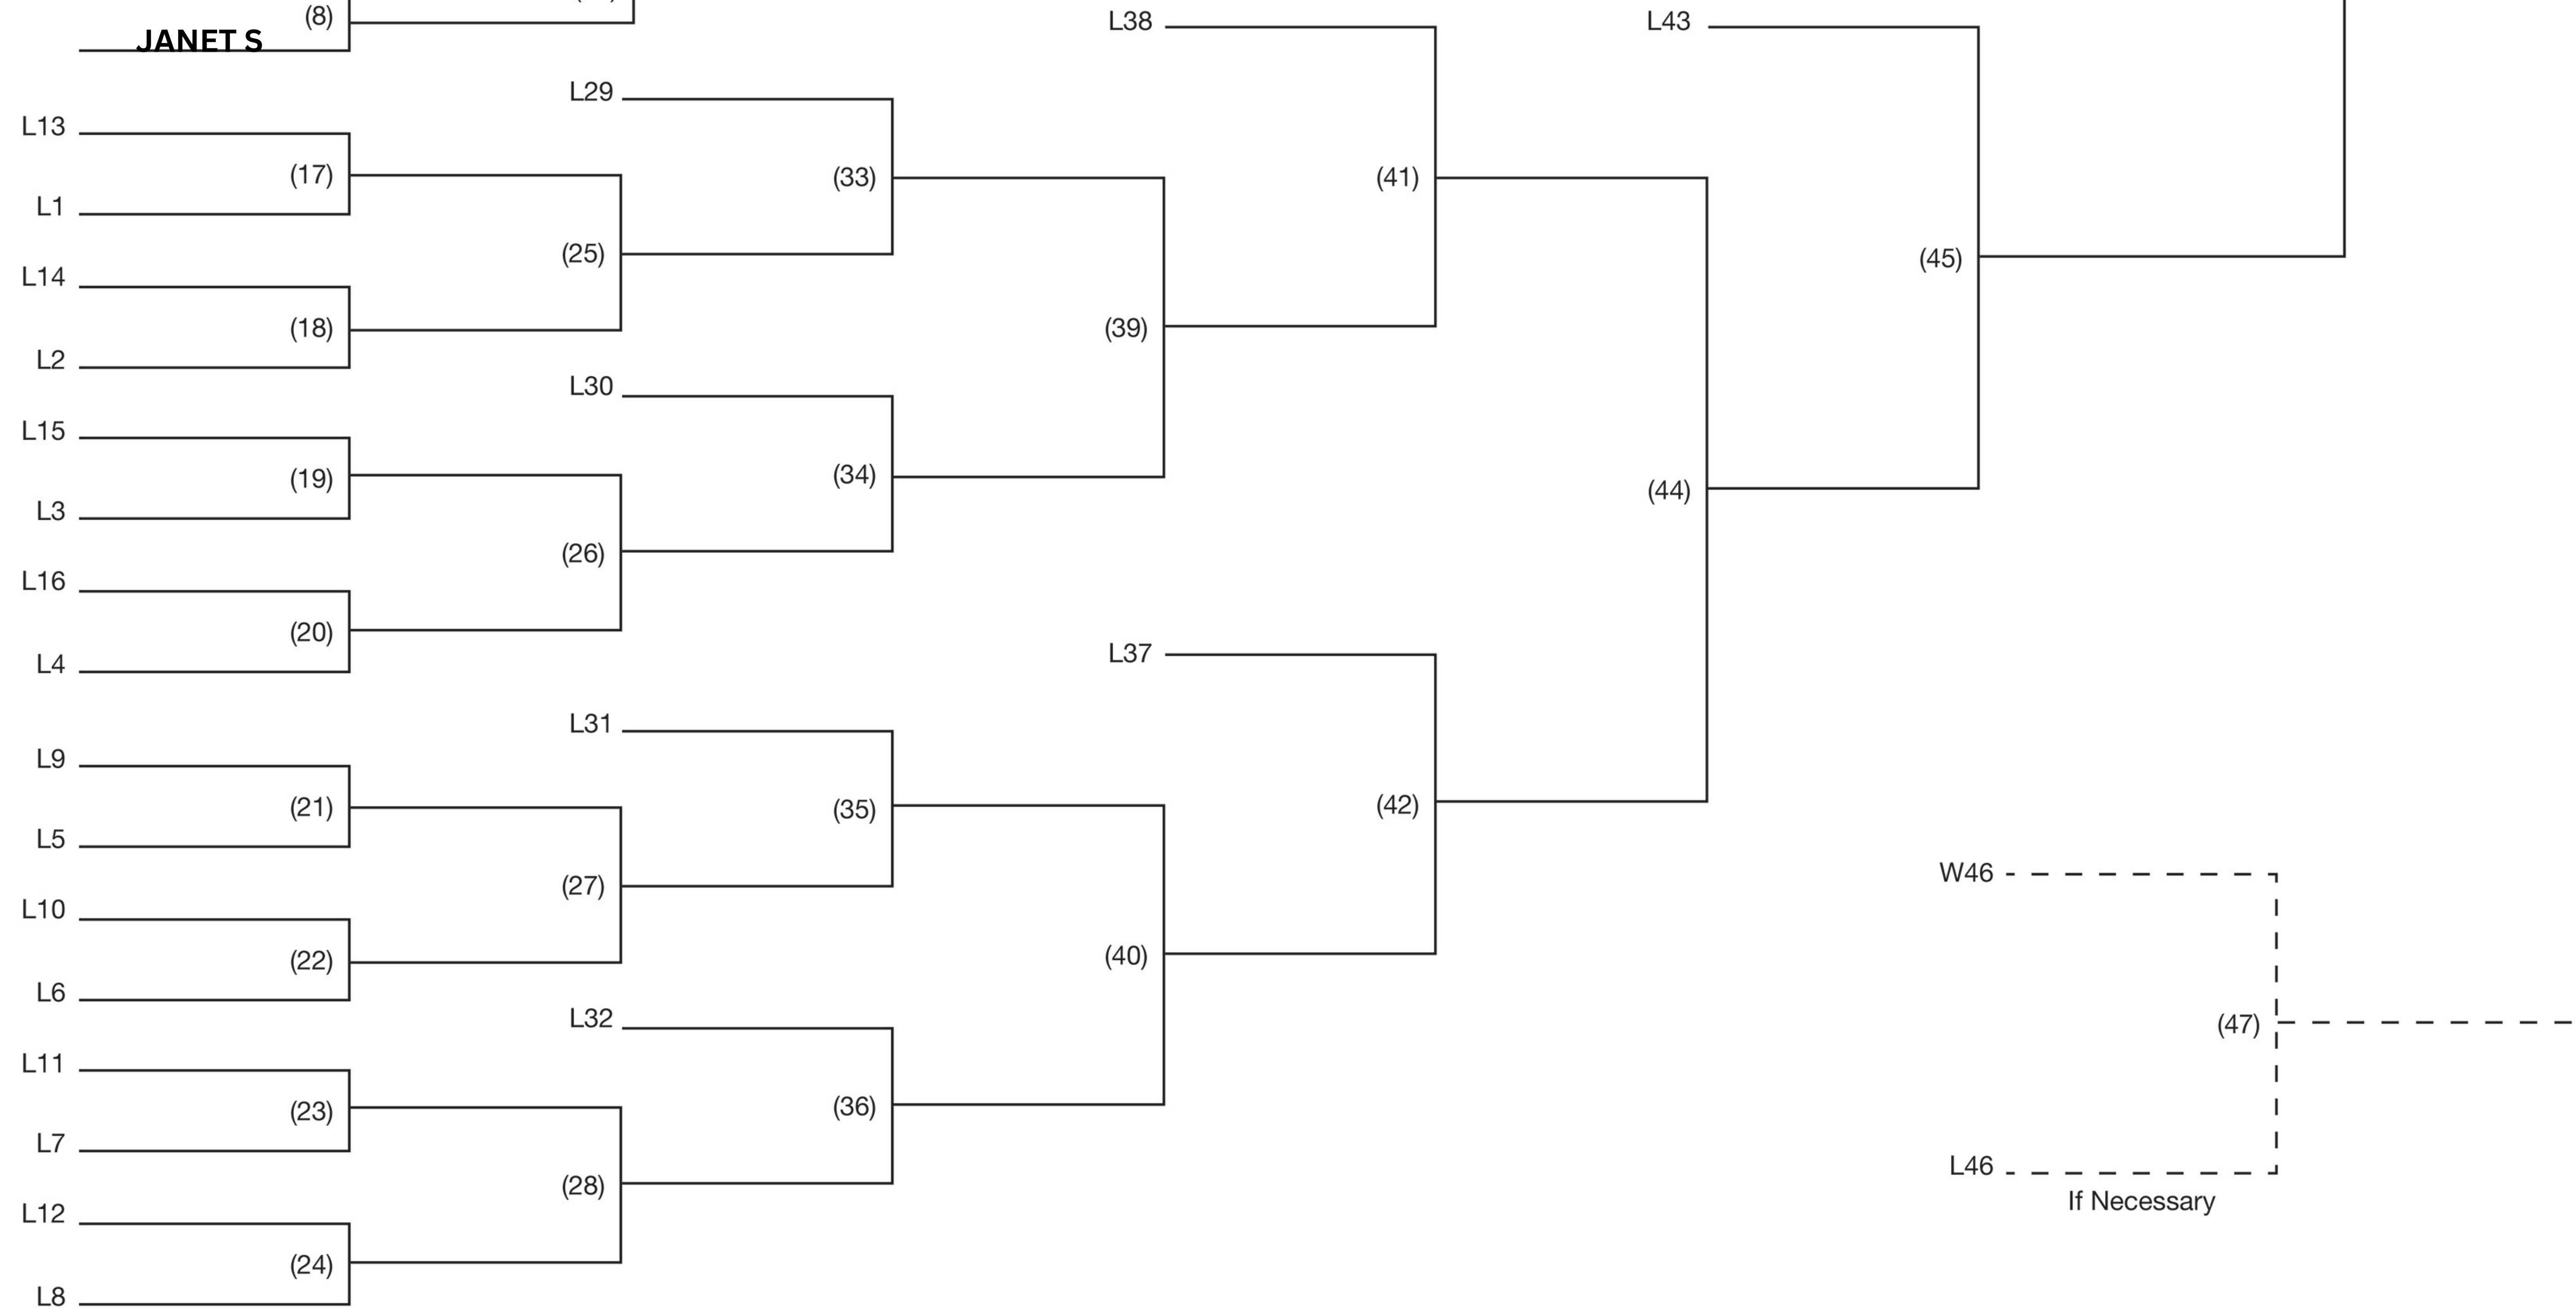 (8)
JANET S
L38
L43
L29
L13
(17)
(33)
(41)
L1
(25)
(45)
L14
(18)
(39)
L2
L30
L15
(19)
(34)
(44)
L3
(26)
L16
(20)
L37
L4
L31
L9
(21)
(35)
(42)
L5
W46
(27)
L10
(22)
(40)
L6
L32
(47)
L11
(23)
(36)
L7
L46
(28)
If Necessary
L12
(24)
L8